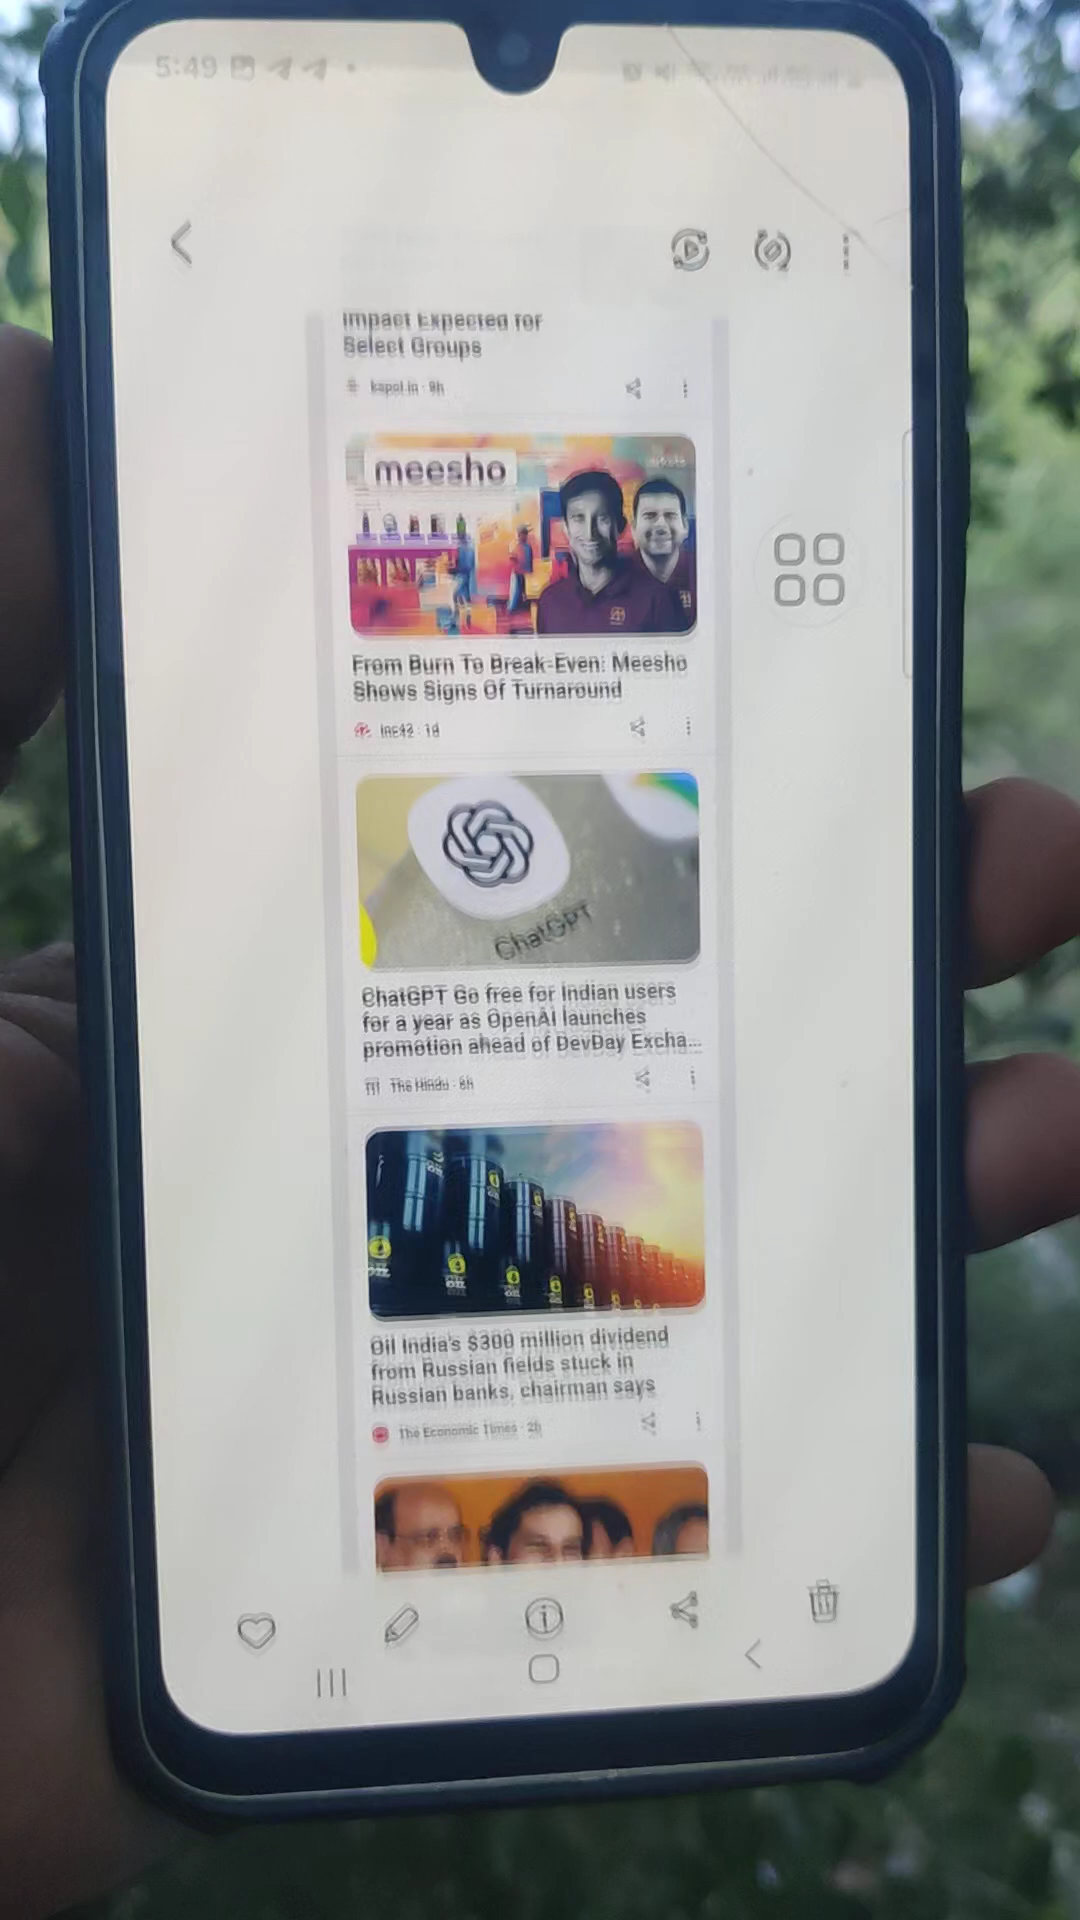 5:49
Impact Expected for
Select Groups
9h
meesho
From Burn To Break-Even: Meesho
Shows Signs Of Turnaround
Inc42 · 1d
ChatGPT
ChatGPT Go free for Indian users
for a year as OpenAI launches
promotion ahead of DevDay Excha...
The Hindu · 6h
OIL
OIL
OIL
Oil India's $300 million dividend
from Russian fields stuck in
Russian banks, chairman says
The Economic Times · 2h